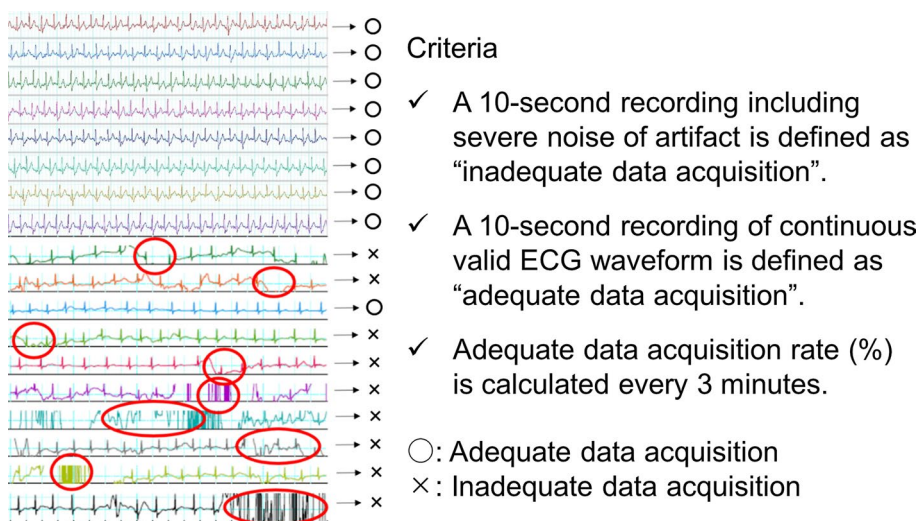 Criteria
✓ A 10-second recording including
severe noise of artifact is defined as
“inadequate data acquisition”.
✓ A 10-second recording of continuous
valid ECG waveform is defined as
“adequate data acquisition”.
✓ Adequate data acquisition rate (%)
is calculated every 3 minutes.
○: Adequate data acquisition
×: Inadequate data acquisition